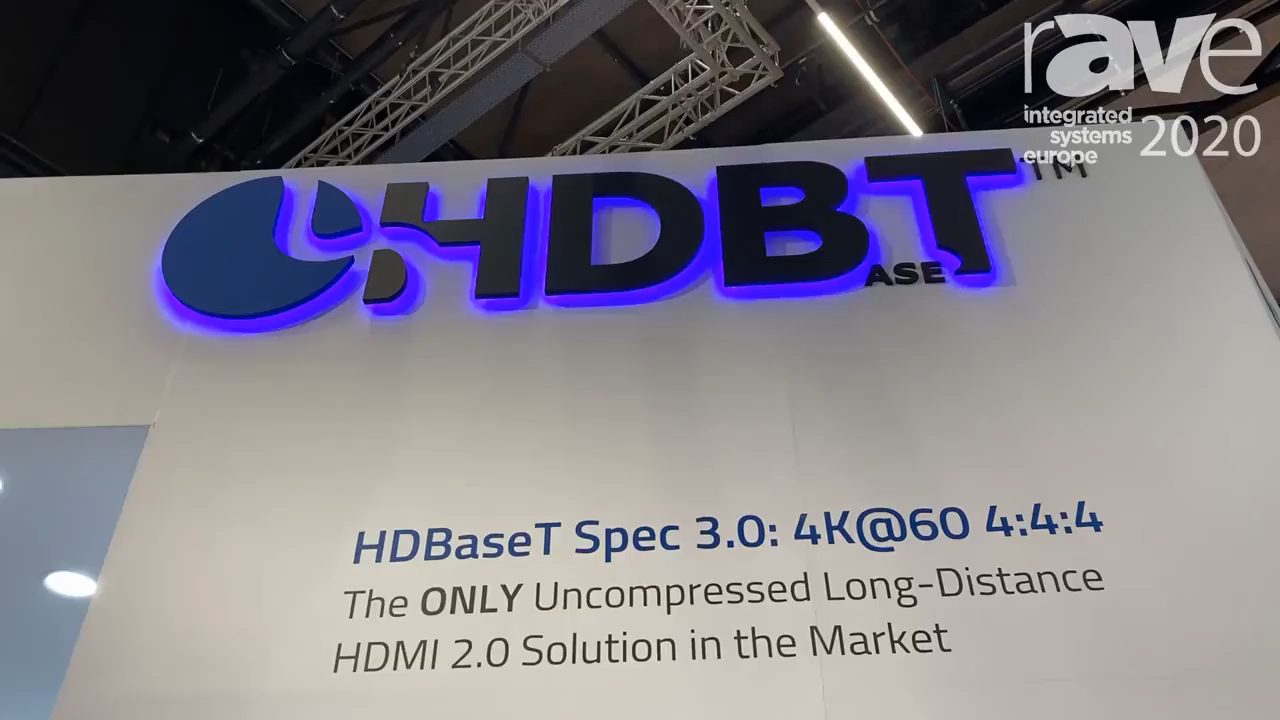 rave
integrated
systems
europe
2020
HDBT
ASE
TM
HDBaseT Spec 3.0: 4K@60 4:4:4
The ONLY Uncompressed Long-Distance
HDMI 2.0 Solution in the Market